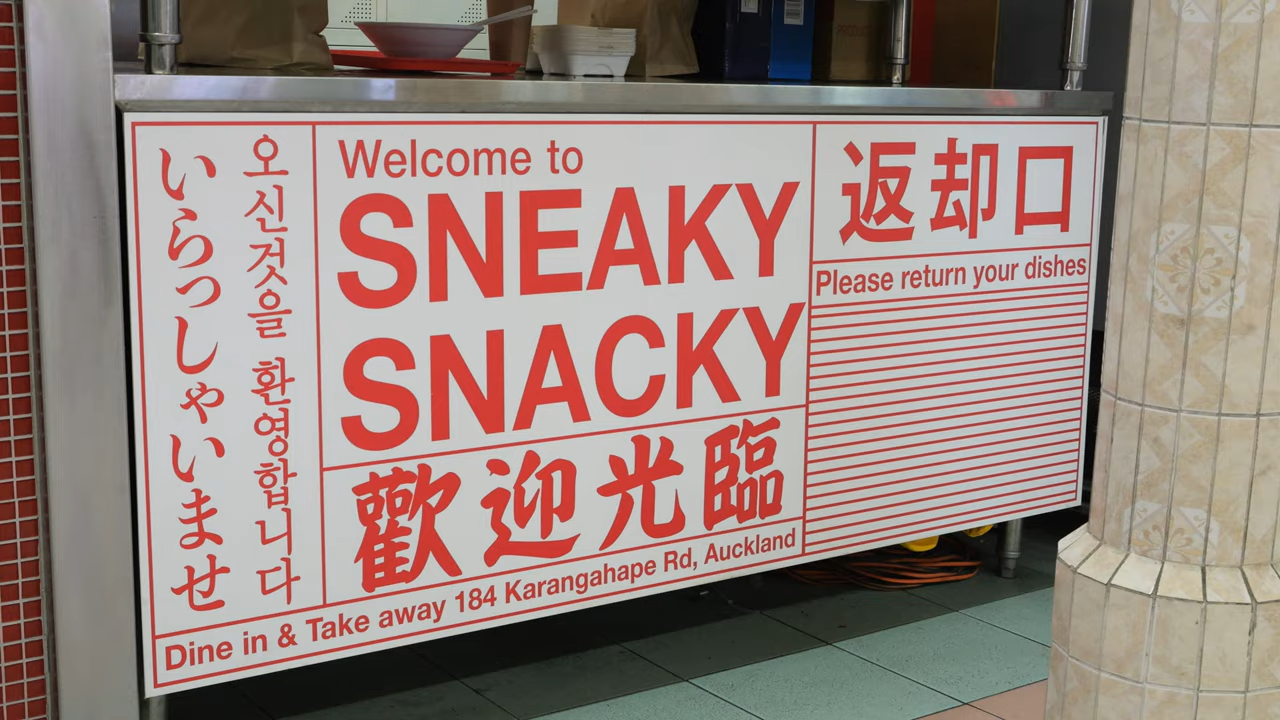 いらっしゃいませ
오신것을 환영합니다
Welcome to
SNEAKY
SNACKY
歡迎光臨
Dine in & Take away 184 Karangahape Rd, Auckland
返却口
Please return your dishes